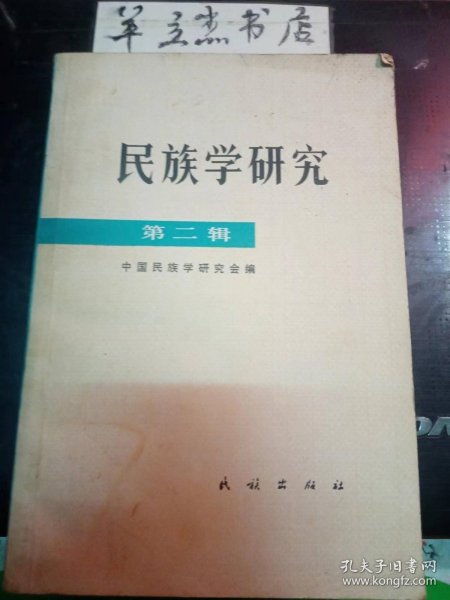 羊立杰书店
民族学研究
第二辑
中国民族学研究会编
民族出版社
孔夫子旧书网
www.kongfz.com